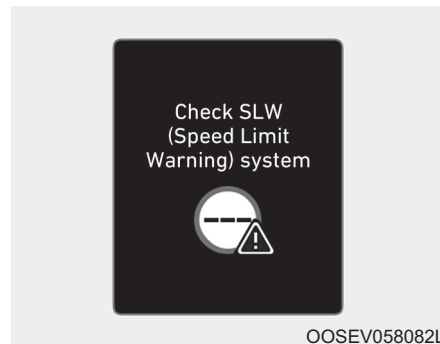 Check SLW
(Speed Limit
Warning) system
---
!
OOSEV058082L